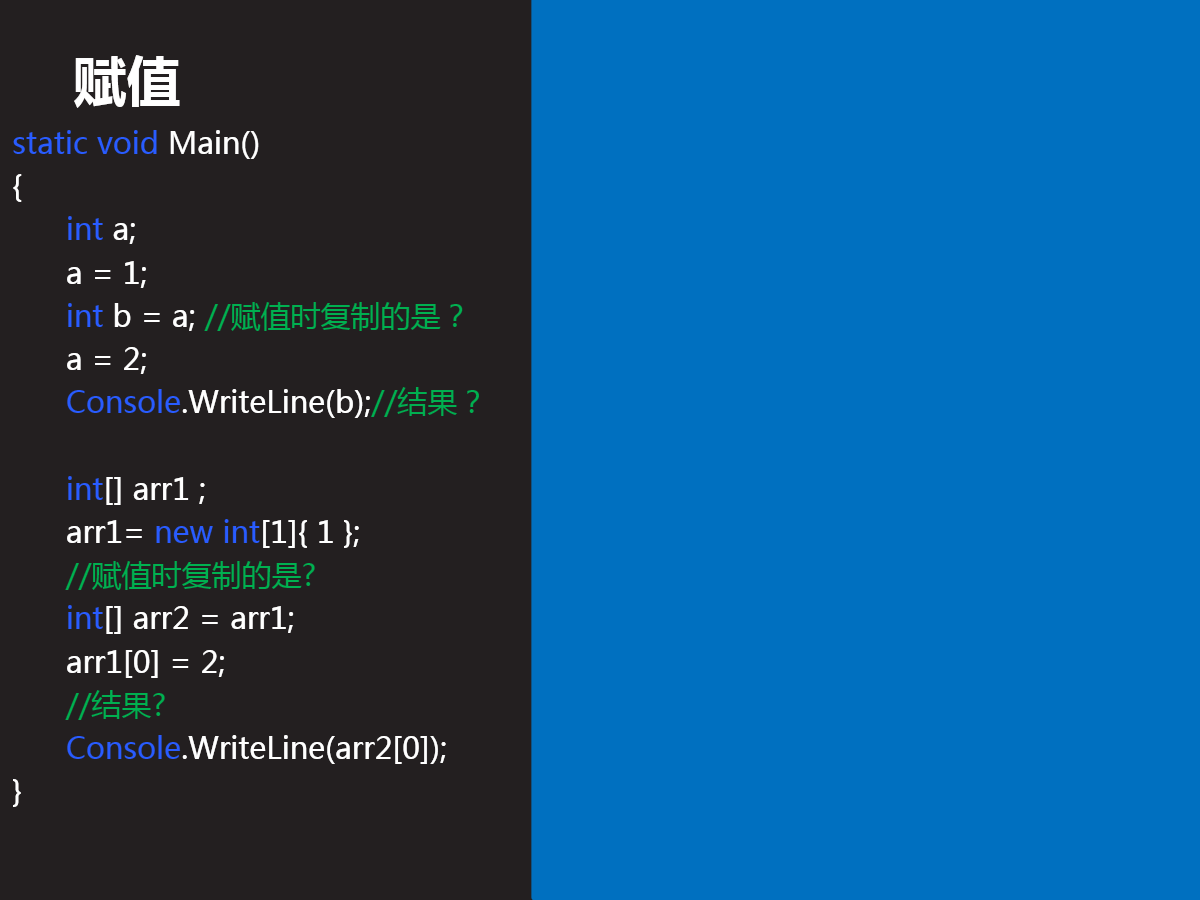 赋值
static void Main()
{
int a;
a = 1;
int b = a; //赋值时复制的是？
a = 2;
Console.WriteLine(b);//结果？
int[] arr1 ;
arr1= new int[1]{ 1 };
//赋值时复制的是?
int[] arr2 = arr1;
arr1[0] = 2;
//结果?
Console.WriteLine(arr2[0]);
}